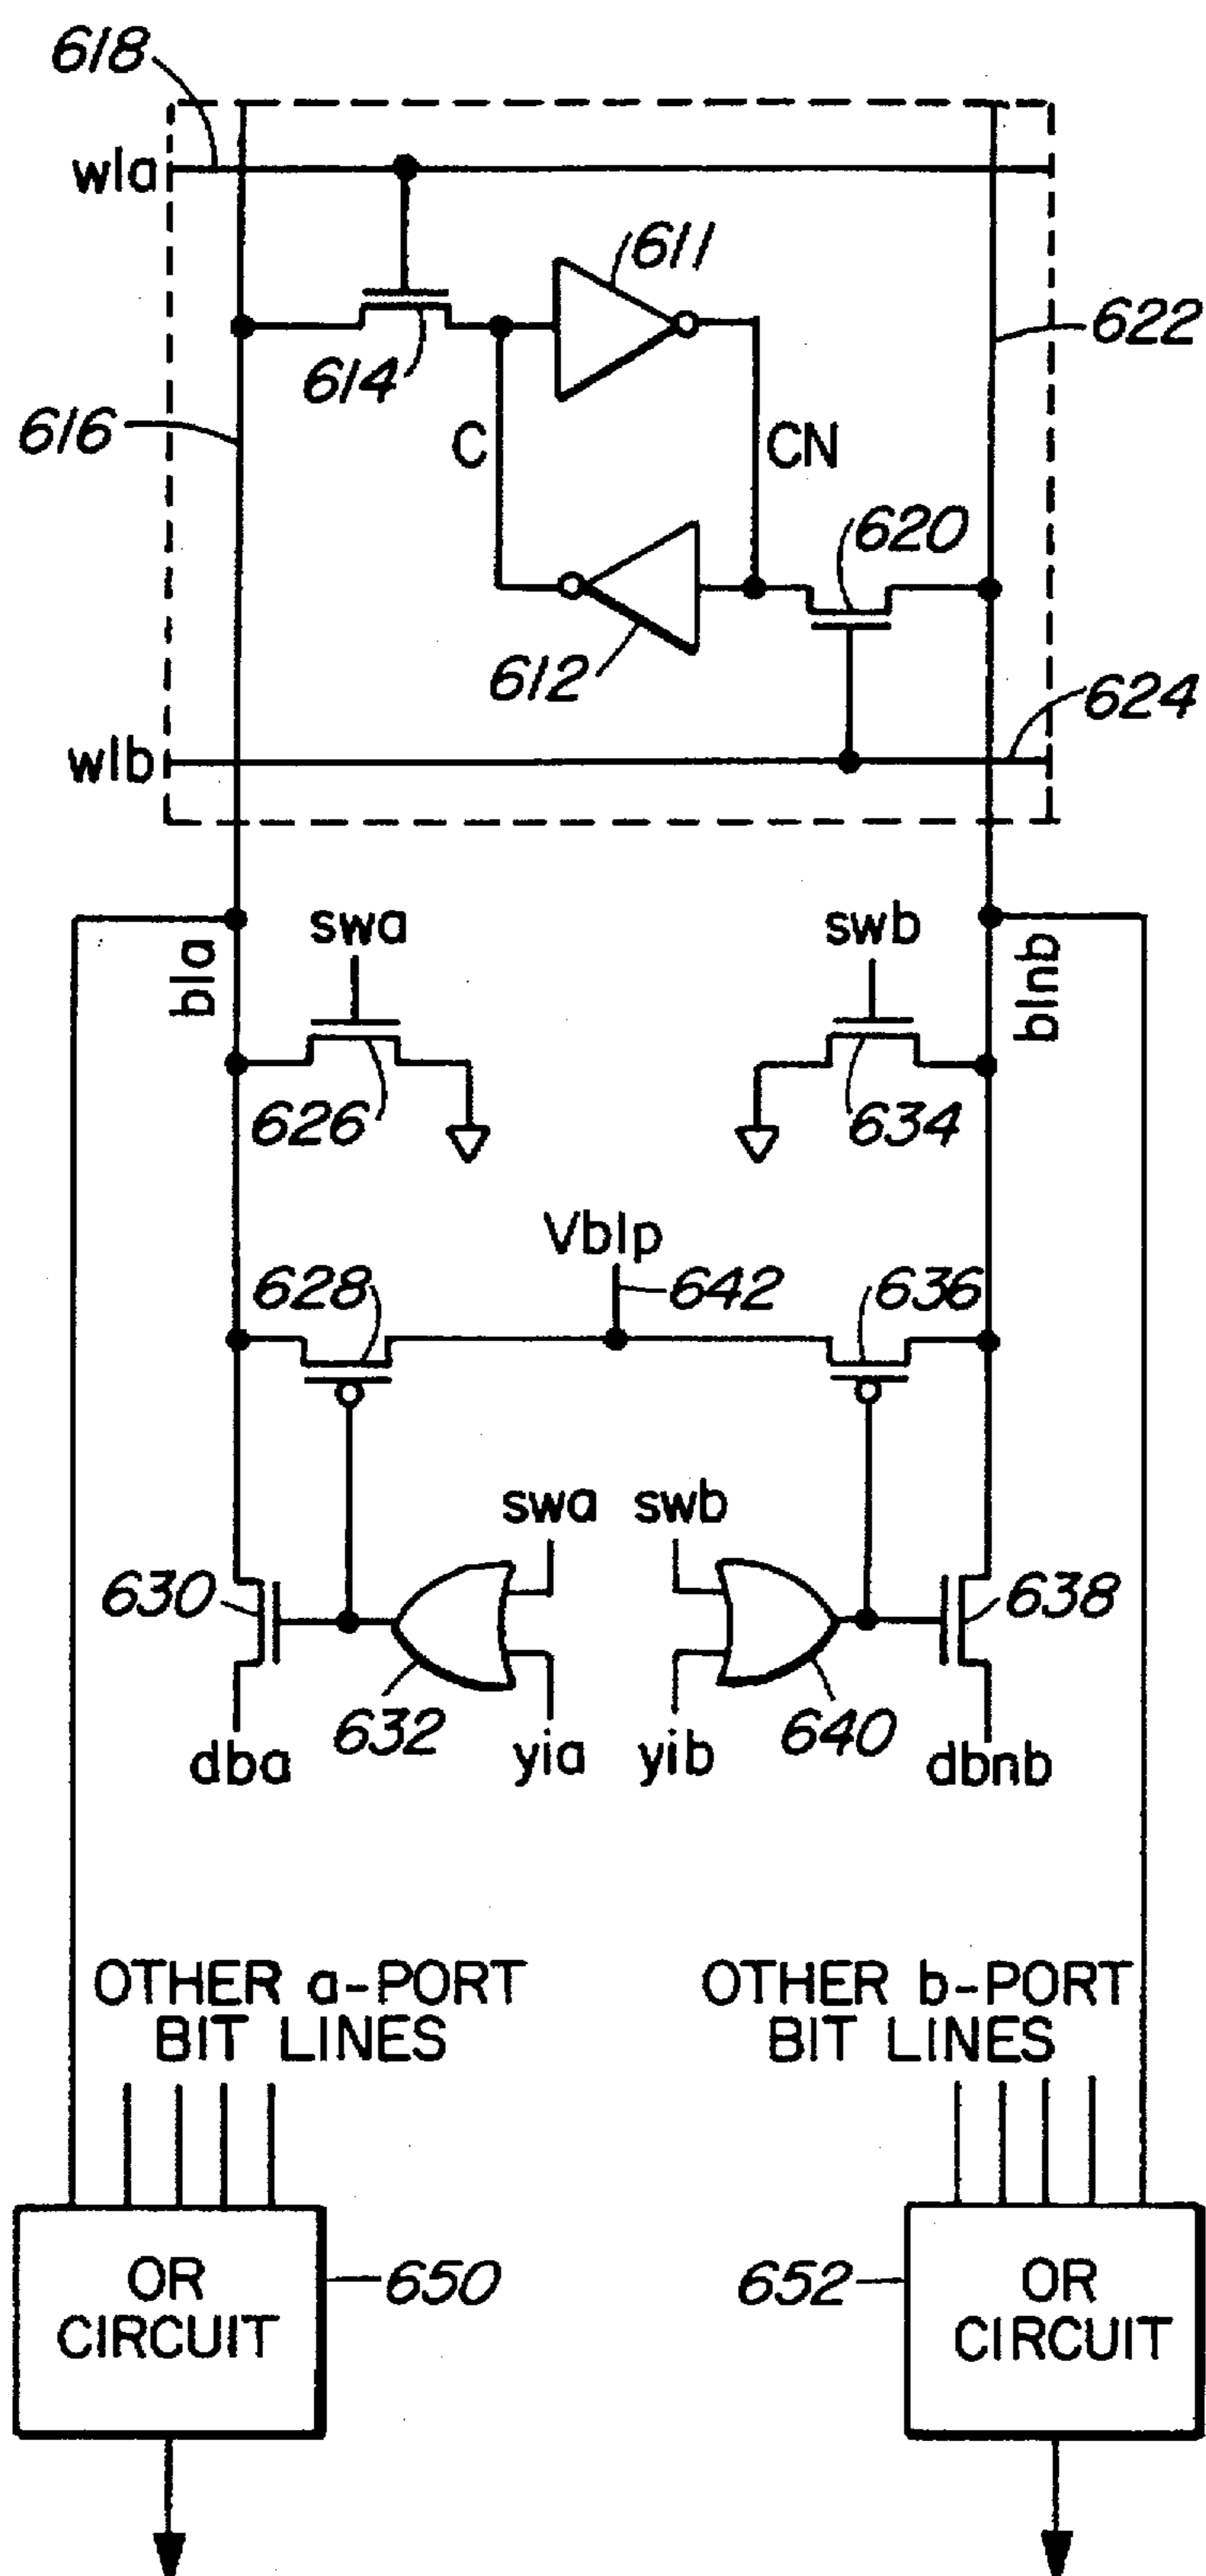 618
wla
611
622
614
616
C
CN
620
612
624
wlb
swa
swb
bla
blnb
626
634
Vblp
628
642
636
swa
swb
630
638
632
640
yia
yib
dba
dbnb
OTHER a-PORT
BIT LINES
OTHER b-PORT
BIT LINES
OR
CIRCUIT
650
652
OR
CIRCUIT